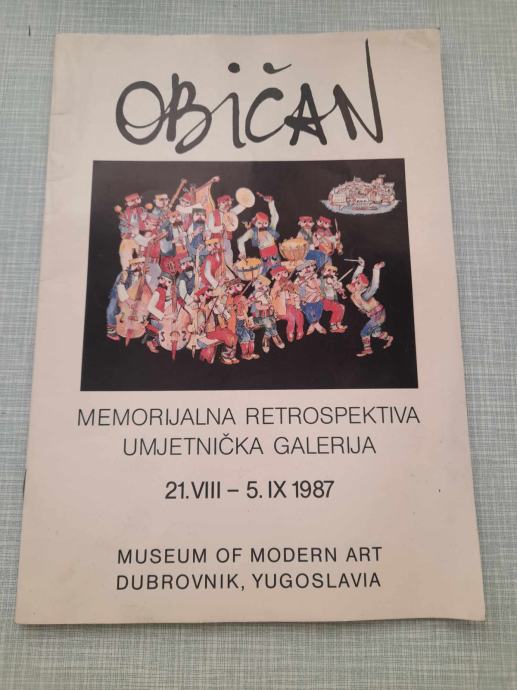 OBIČAN
MEMORIJALNA RETROSPEKTIVA
UMJETNIČKA GALERIJA
21.VIII – 5.IX 1987
MUSEUM OF MODERN ART
DUBROVNIK, YUGOSLAVIA